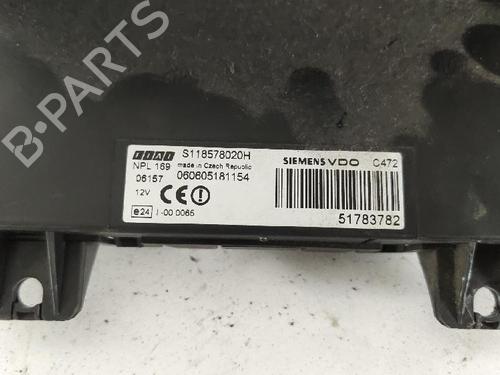 FIAT S118578020H SIEMENS VDO C472
NPL 169 made in Czech Republic
06157 060605181154
12V CE
e24 I-00 0065 51783782
B-PARTS